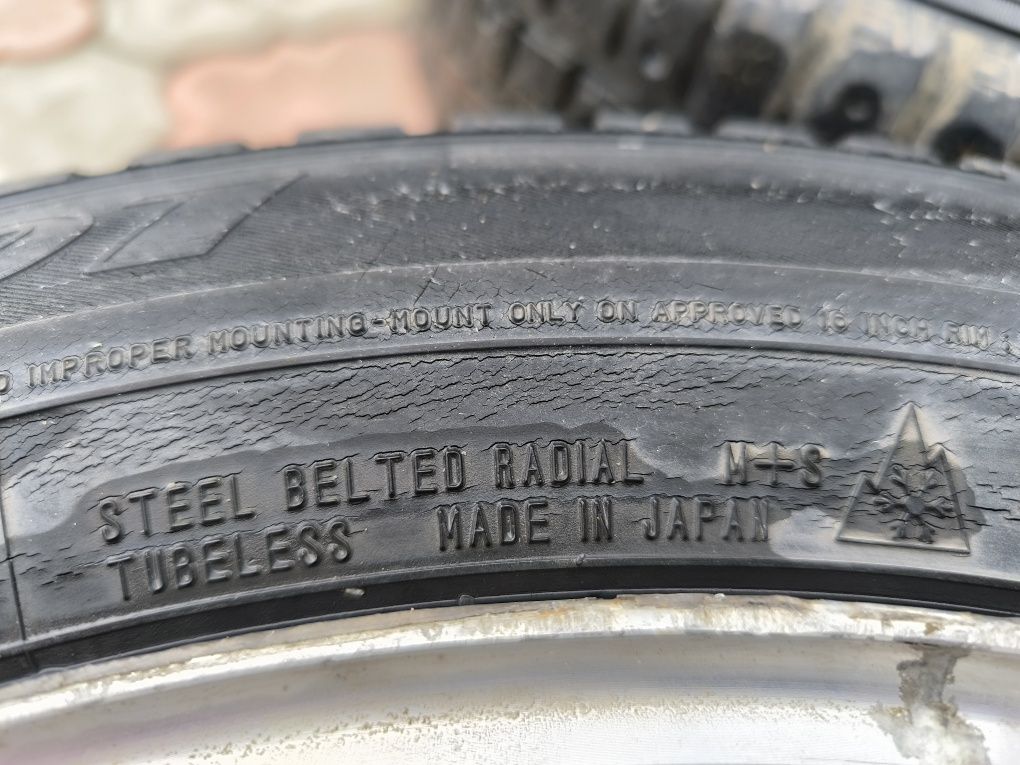 IMPROPER MOUNTING-MOUNT ONLY ON APPROVED 16 INCH RIM
STEEL BELTED RADIAL M+S
TUBELESS MADE IN JAPAN